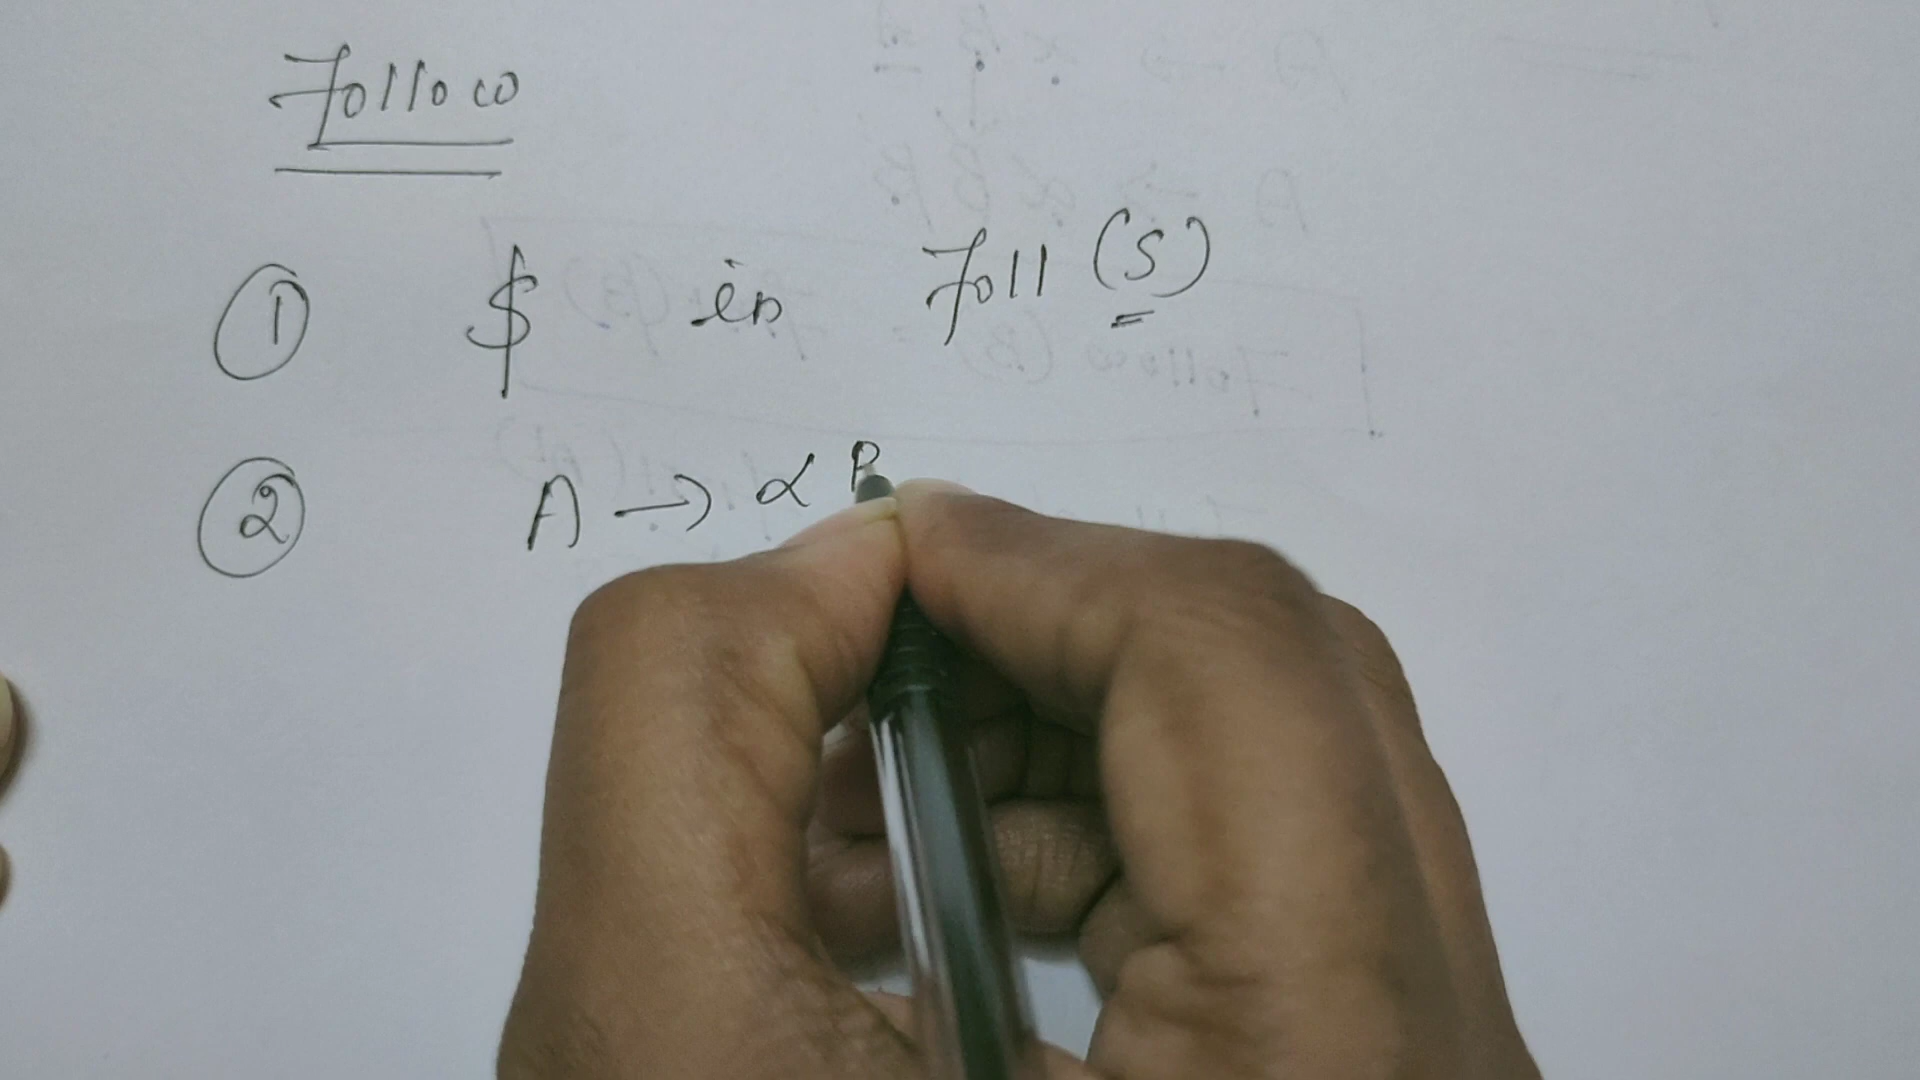 Follow
① $ in Foll (S)
② A → α B